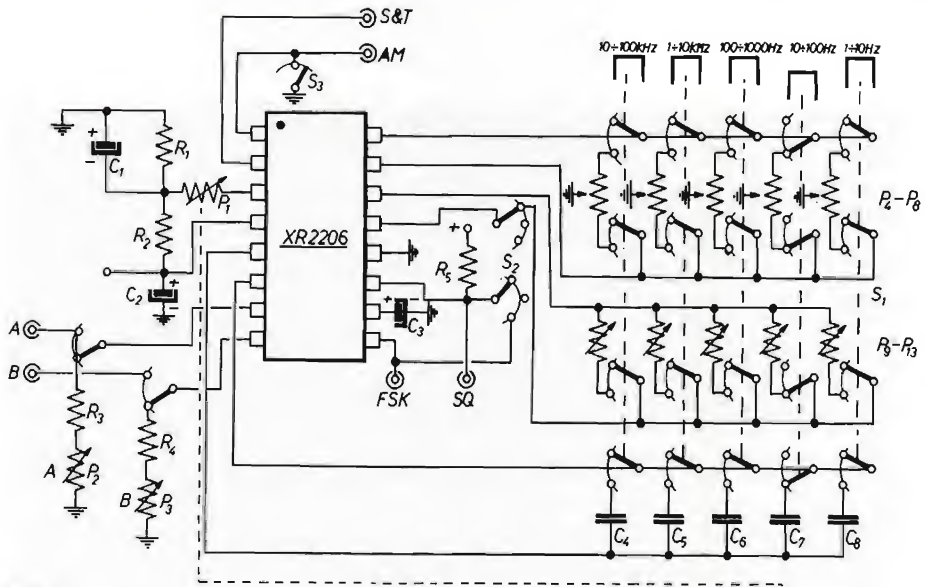 S&T
AM
S3
10÷100kHz
1÷10kHz
100÷1000Hz
10÷100Hz
1÷10Hz
+
C1
-
R1
P1
R2
C2
+
-
XR2206
+
R5
S2
+
C3
-
P4-P8
S1
P9-P13
A
B
R3
R4
A
P2
B
P3
FSK
SQ
C4
C5
C6
C7
C8